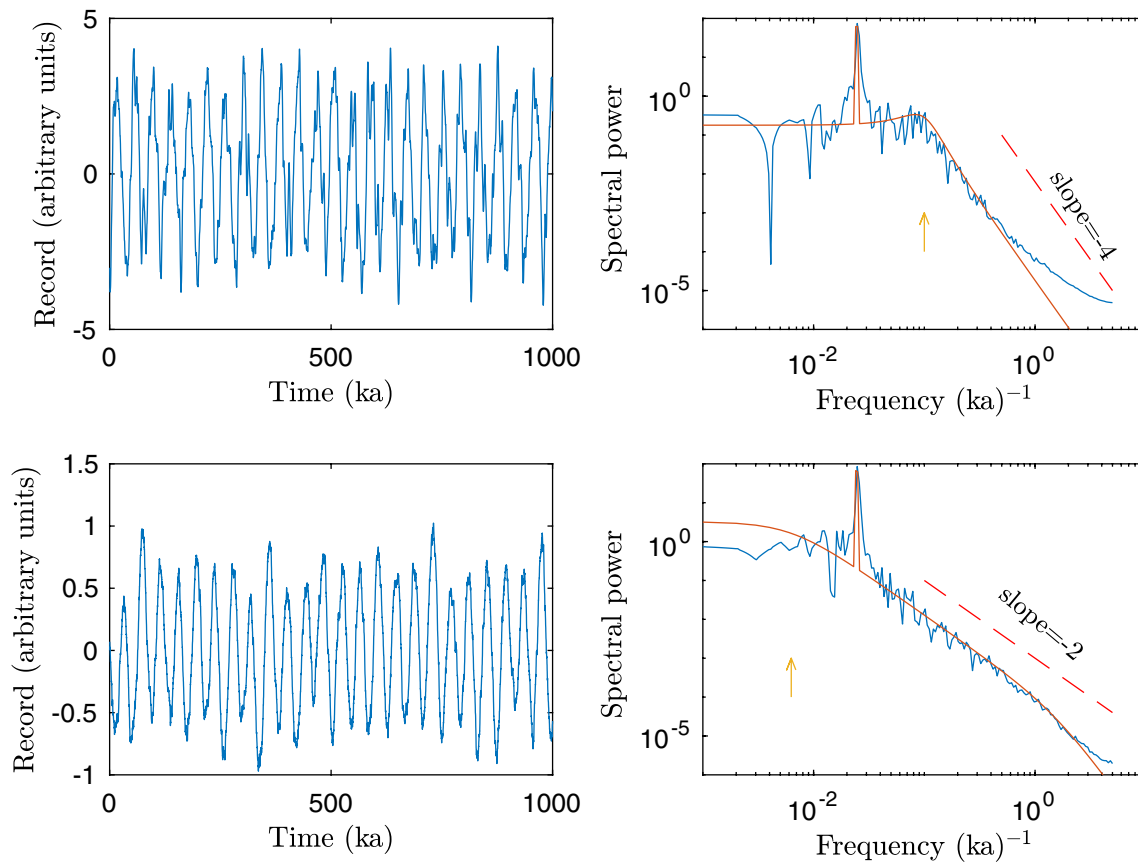 5
0
-5
Record (arbitrary units)
0
500
1000
Time (ka)
10^0
10^-5
Spectral power
slope=-4
10^-2
10^0
Frequency (ka)^-1
1.5
1
0.5
0
-0.5
-1
Record (arbitrary units)
0
500
1000
Time (ka)
10^0
10^-5
Spectral power
slope=-2
10^-2
10^0
Frequency (ka)^-1